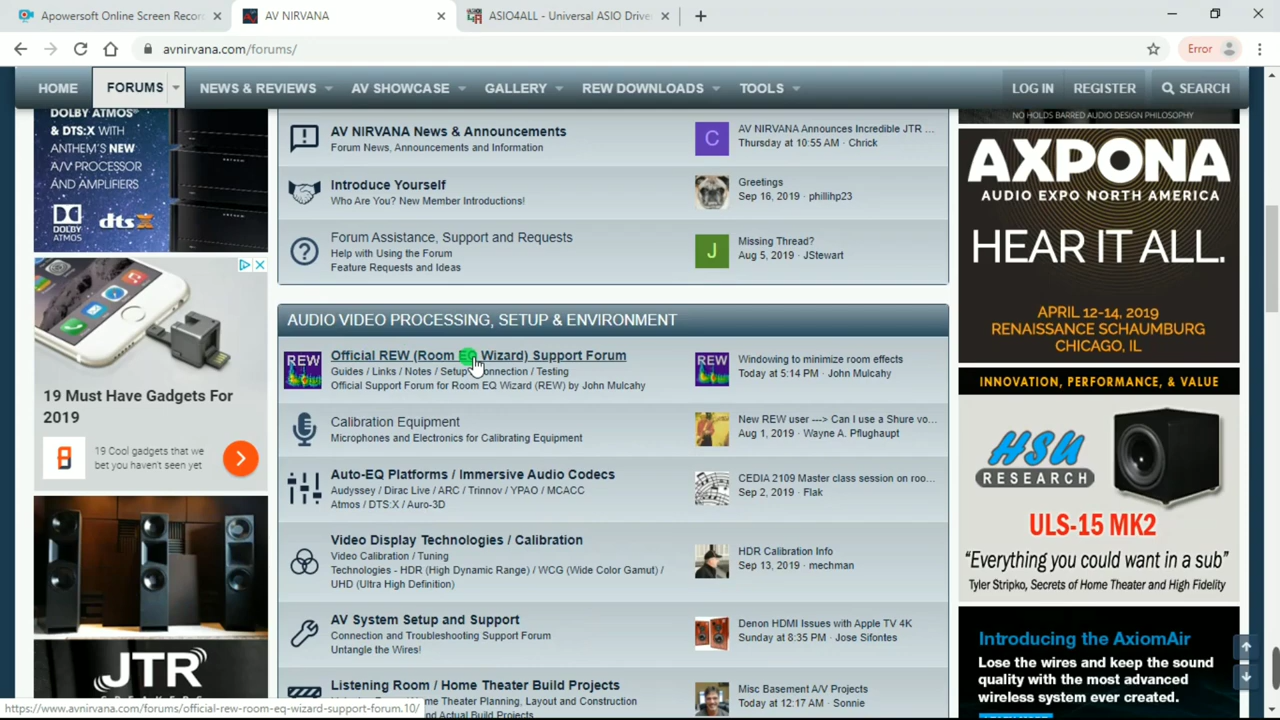 Apowersoft Online Screen Recor
AV NIRVANA
ASIO4ALL - Universal ASIO Drive
avnirvana.com/forums/
Error
HOME
FORUMS
NEWS & REVIEWS
AV SHOWCASE
GALLERY
REW DOWNLOADS
TOOLS
LOG IN
REGISTER
SEARCH
DOLBY ATMOS®
& DTS:X WITH
ANTHEM'S NEW
A/V PROCESSOR
AND AMPLIFIERS
DOLBY
ATMOS
dts X
19 Must Have Gadgets For
2019
19 Cool gadgets that we
bet you haven't seen yet
JTR
SPEAKERS
AV NIRVANA News & Announcements
Forum News, Announcements and Information
C
AV NIRVANA Announces Incredible JTR ...
Thursday at 10:55 AM · Chrick
Introduce Yourself
Who Are You? New Member Introductions!
Greetings
Sep 16, 2019 · phillihp23
Forum Assistance, Support and Requests
Help with Using the Forum
Feature Requests and Ideas
J
Missing Thread?
Aug 5, 2019 · JStewart
AUDIO VIDEO PROCESSING, SETUP & ENVIRONMENT
REW
Official REW (Room EQ Wizard) Support Forum
Guides / Links / Notes / Setup Connection / Testing
Official Support Forum for Room EQ Wizard (REW) by John Mulcahy
REW
Windowing to minimize room effects
Today at 5:14 PM · John Mulcahy
Calibration Equipment
Microphones and Electronics for Calibrating Equipment
New REW user ---> Can I use a Shure vo...
Aug 1, 2019 · Wayne A. Pflughaupt
Auto-EQ Platforms / Immersive Audio Codecs
Audyssey / Dirac Live / ARC / Trinnov / YPAO / MCACC
Atmos / DTS:X / Auro-3D
CEDIA 2109 Master class session on roo...
Sep 2, 2019 · Flak
Video Display Technologies / Calibration
Video Calibration / Tuning
Technologies - HDR (High Dynamic Range) / WCG (Wide Color Gamut) /
UHD (Ultra High Definition)
HDR Calibration Info
Sep 13, 2019 · mechman
AV System Setup and Support
Connection and Troubleshooting Support Forum
Untangle the Wires!
Denon HDMI Issues with Apple TV 4K
Sunday at 8:35 PM · Jose Sifontes
Listening Room / Home Theater Build Projects
me Theater Planning, Layout and Construction
nd Actual Build Projects
Misc Basement A/V Projects
Today at 12:17 AM · Sonnie
NO HOLDS BARRED AUDIO DESIGN PHILOSOPHY
AXPONA
AUDIO EXPO NORTH AMERICA
HEAR IT ALL.
APRIL 12-14, 2019
RENAISSANCE SCHAUMBURG
CHICAGO, IL
INNOVATION, PERFORMANCE, & VALUE
HSU
RESEARCH
ULS-15 MK2
"Everything you could want in a sub"
Tyler Stripko, Secrets of Home Theater and High Fidelity
Introducing the AxiomAir
Lose the wires and keep the sound
quality with the most advanced
wireless system ever created.
https://www.avnirvana.com/forums/official-rew-room-eq-wizard-support-forum.10/